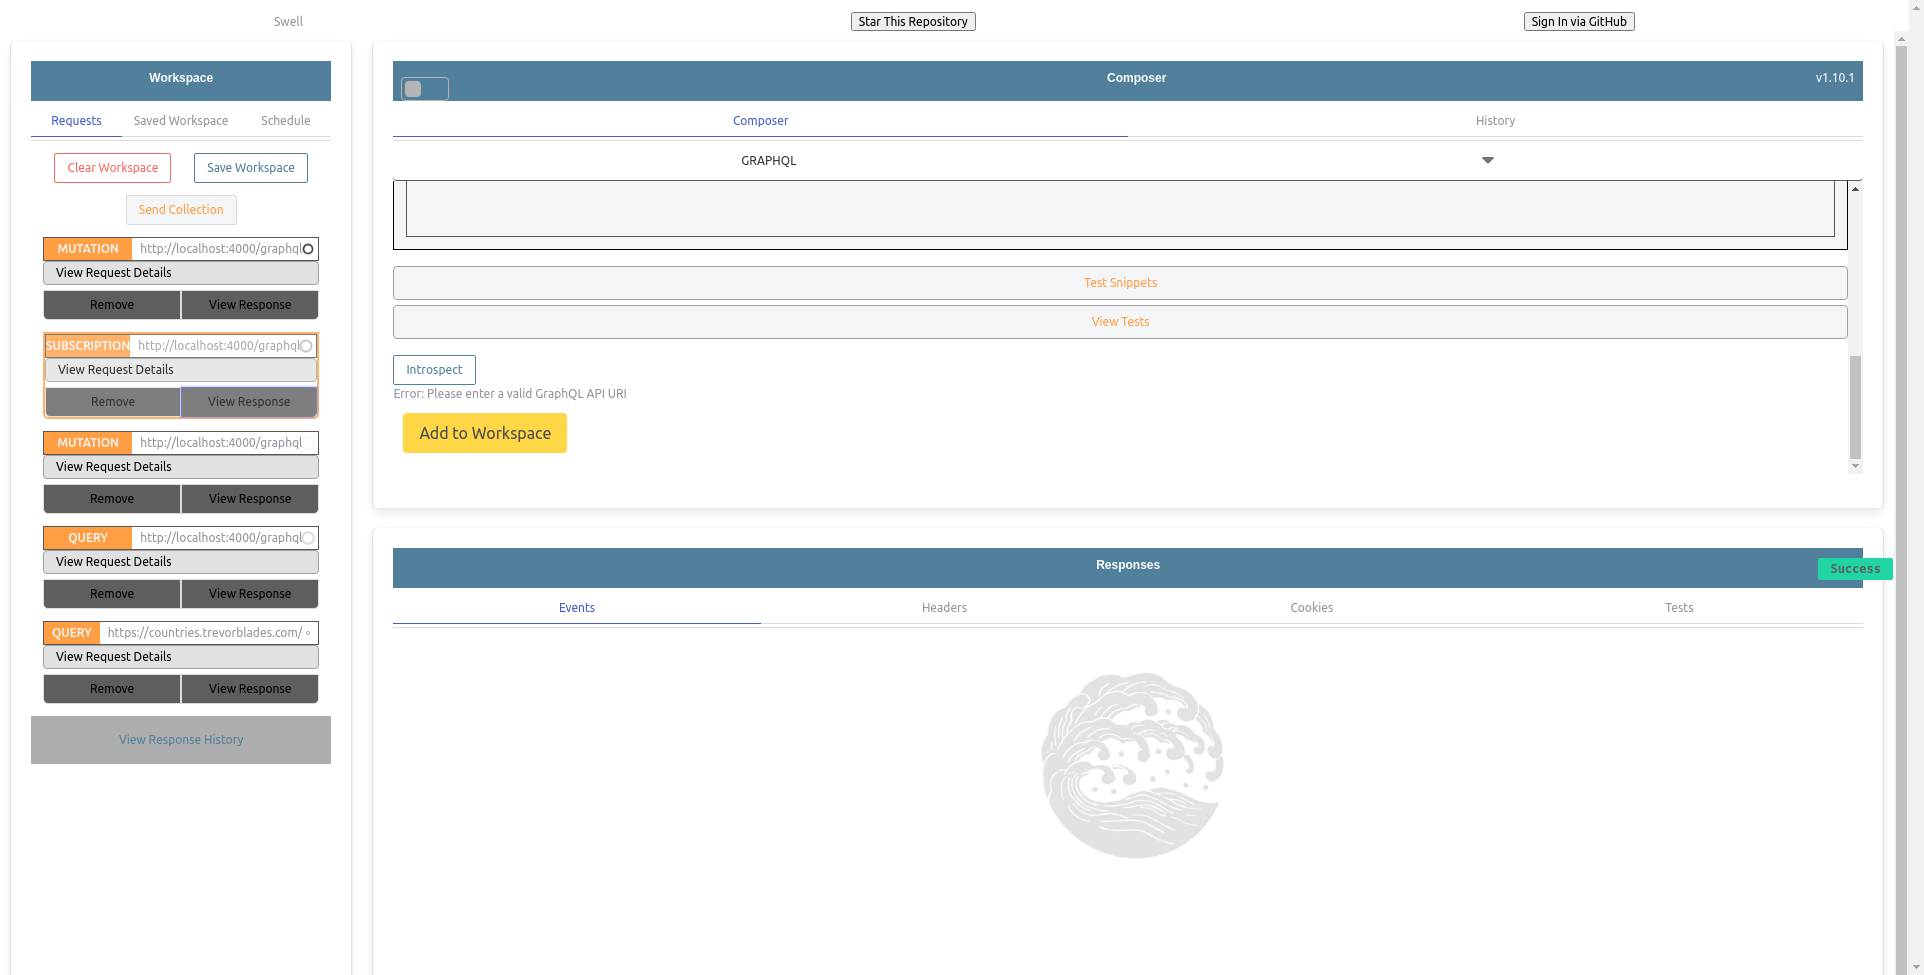 Swell
Star This Repository
Sign In via GitHub
Workspace
Requests
Saved Workspace
Schedule
Clear Workspace
Save Workspace
Send Collection
MUTATION http://localhost:4000/graphql
View Request Details
Remove
View Response
SUBSCRIPTION http://localhost:4000/graphql
View Request Details
Remove
View Response
MUTATION http://localhost:4000/graphql
View Request Details
Remove
View Response
QUERY http://localhost:4000/graphql
View Request Details
Remove
View Response
QUERY https://countries.trevorblades.com/
View Request Details
Remove
View Response
View Response History
Composer
v1.10.1
Composer
History
GRAPHQL
Test Snippets
View Tests
Introspect
Error: Please enter a valid GraphQL API URI
Add to Workspace
Responses
Success
Events
Headers
Cookies
Tests